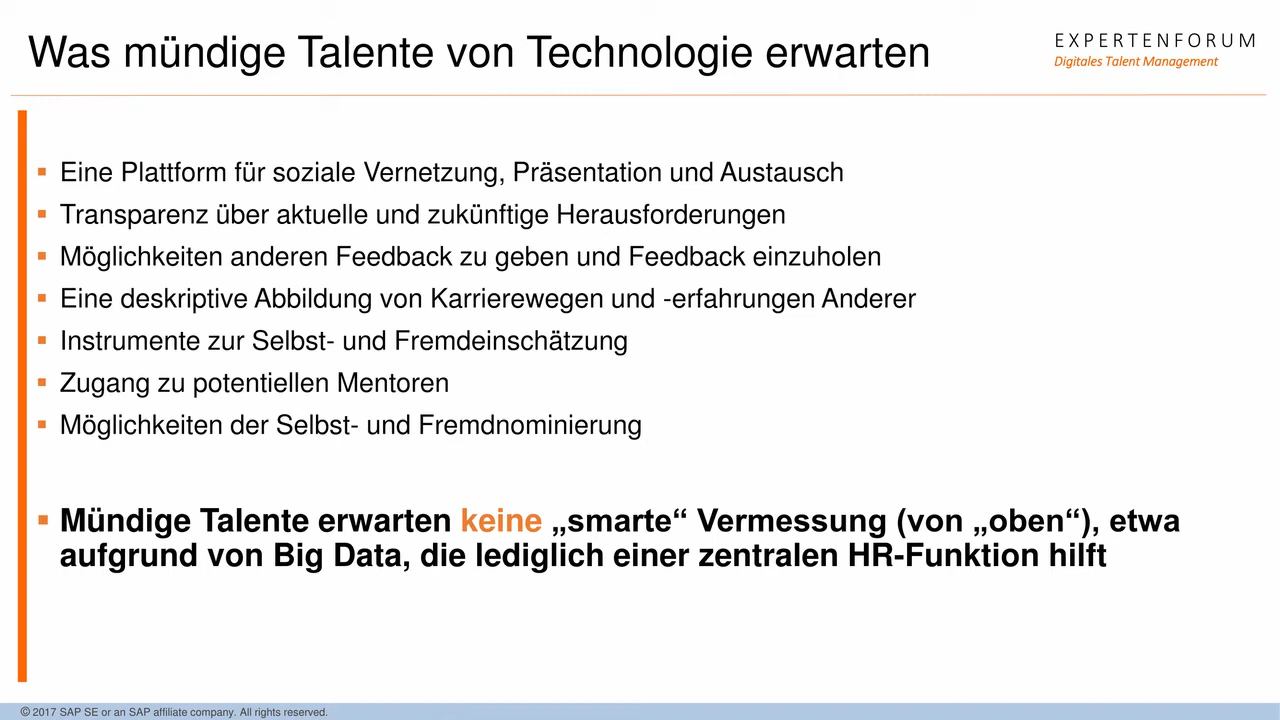 Was mündige Talente von Technologie erwarten
EXPERTENFORUM
Digitales Talent Management
▪ Eine Plattform für soziale Vernetzung, Präsentation und Austausch
▪ Transparenz über aktuelle und zukünftige Herausforderungen
▪ Möglichkeiten anderen Feedback zu geben und Feedback einzuholen
▪ Eine deskriptive Abbildung von Karrierewegen und -erfahrungen Anderer
▪ Instrumente zur Selbst- und Fremdeinschätzung
▪ Zugang zu potentiellen Mentoren
▪ Möglichkeiten der Selbst- und Fremdnominierung
▪ Mündige Talente erwarten keine „smarte“ Vermessung (von „oben“), etwa
aufgrund von Big Data, die lediglich einer zentralen HR-Funktion hilft
© 2017 SAP SE or an SAP affiliate company. All rights reserved.